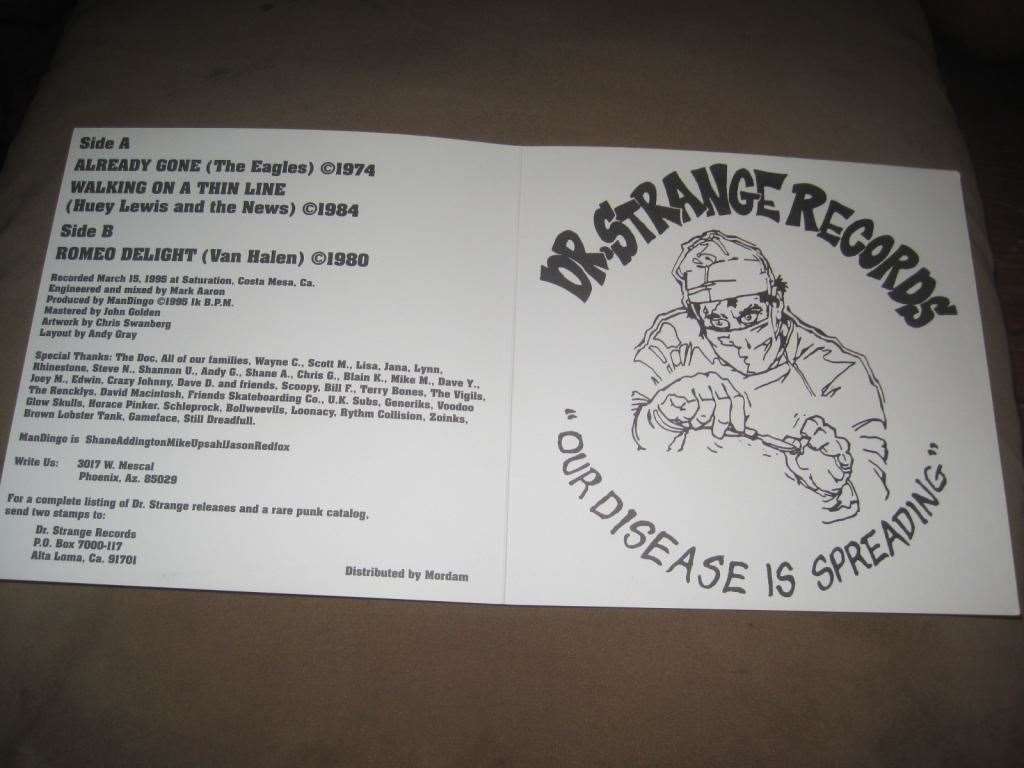 Side A
ALREADY GONE (The Eagles) ©1974
WALKING ON A THIN LINE
(Huey Lewis and the News) ©1984
Side B
ROMEO DELIGHT (Van Halen) ©1980
Recorded March 15, 1995 at Saturation, Costa Mesa, Ca.
Engineered and mixed by Mark Aaron
Produced by ManDingo ©1995 Ik B.P.M.
Mastered by John Golden
Artwork by Chris Swanberg
Layout by Andy Gray
Special Thanks: The Doc, All of our families, Wayne C., Scott M., Lisa, Jana, Lynn,
Rhinestone, Steve N., Shannon U., Andy G., Shane A., Chris G., Blain K., Mike M., Dave Y.,
Joey M., Edwin, Crazy Johnny, Dave D. and friends, Scoopy, Bill F., Terry Bones, The Vigils,
The Roncklys, David Macintosh, Friends Skateboarding Co., U.K. Subs, Generiks, Voodoo
Glow Skulls, Horace Pinker, Schleprock, Bollweevils, Loonacy, Rythm Collision, Zoinks,
Brown Lobster Tank, Gameface, Still Dreadfull.
ManDingo is ShaneAddingtonMikeUpsahlJasonRedfox
Write Us: 3017 W. Mescal
Phoenix, Az. 85029
For a complete listing of Dr. Strange releases and a rare punk catalog,
send two stamps to:
Dr. Strange Records
P.O. Box 7000-117
Alta Loma, Ca. 91701
Distributed by Mordam
DR. STRANGE RECORDS
"OUR DISEASE IS SPREADING"